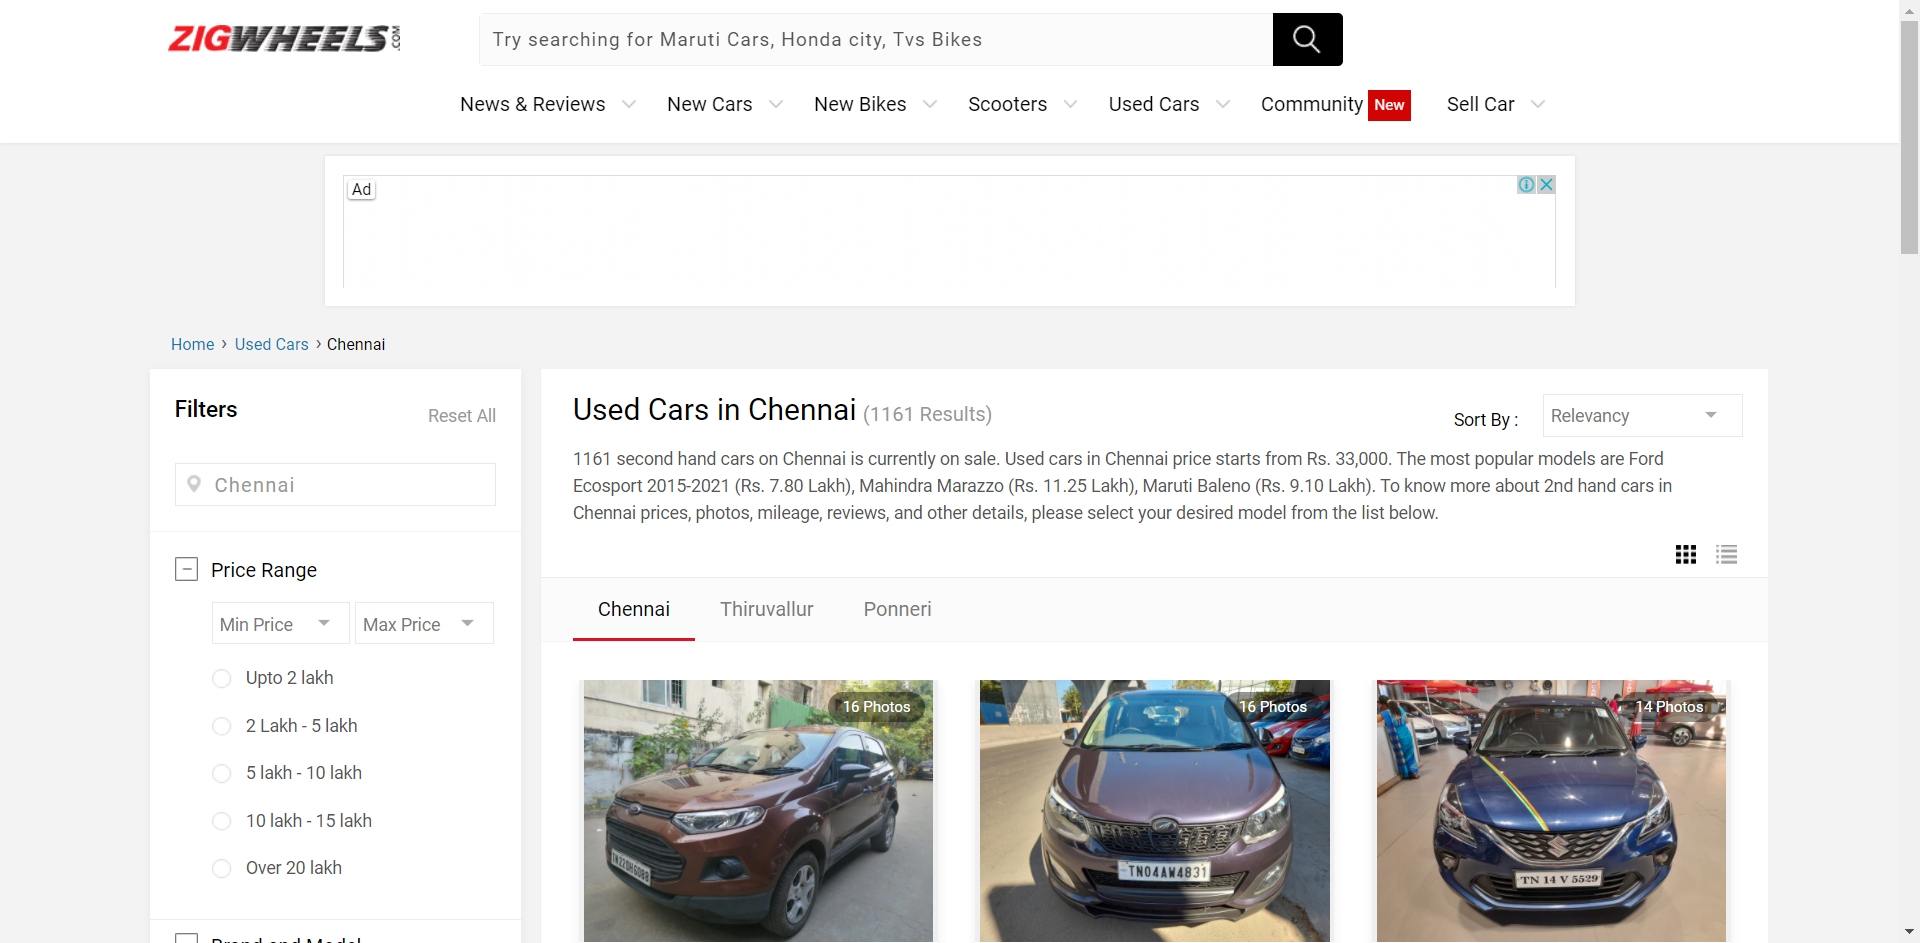 ZIGWHEELS.COM
Try searching for Maruti Cars, Honda city, Tvs Bikes
News & Reviews New Cars New Bikes Scooters Used Cars Community New Sell Car
Ad
Home › Used Cars › Chennai
Filters
Reset All
Chennai
Price Range
Min Price Max Price
Upto 2 lakh
2 Lakh - 5 lakh
5 lakh - 10 lakh
10 lakh - 15 lakh
Over 20 lakh
Brand and Model
Used Cars in Chennai (1161 Results)
Sort By : Relevancy
1161 second hand cars on Chennai is currently on sale. Used cars in Chennai price starts from Rs. 33,000. The most popular models are Ford
Ecosport 2015-2021 (Rs. 7.80 Lakh), Mahindra Marazzo (Rs. 11.25 Lakh), Maruti Baleno (Rs. 9.10 Lakh). To know more about 2nd hand cars in
Chennai prices, photos, mileage, reviews, and other details, please select your desired model from the list below.
Chennai Thiruvallur Ponneri
16 Photos
TN22DH6088
16 Photos
TN04AW4831
14 Photos
TN 14 V 5529